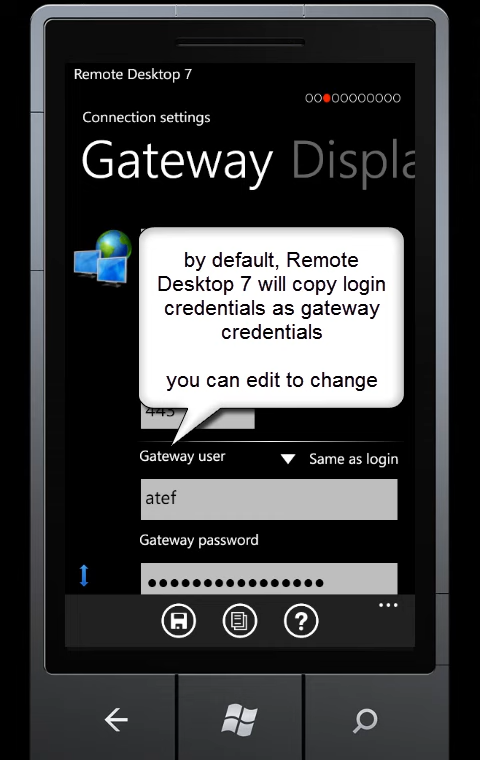 Remote Desktop 7
Connection settings
Gateway Displa
by default, Remote
Desktop 7 will copy login
credentials as gateway
credentials
you can edit to change
443
Gateway user
Same as login
atef
Gateway password